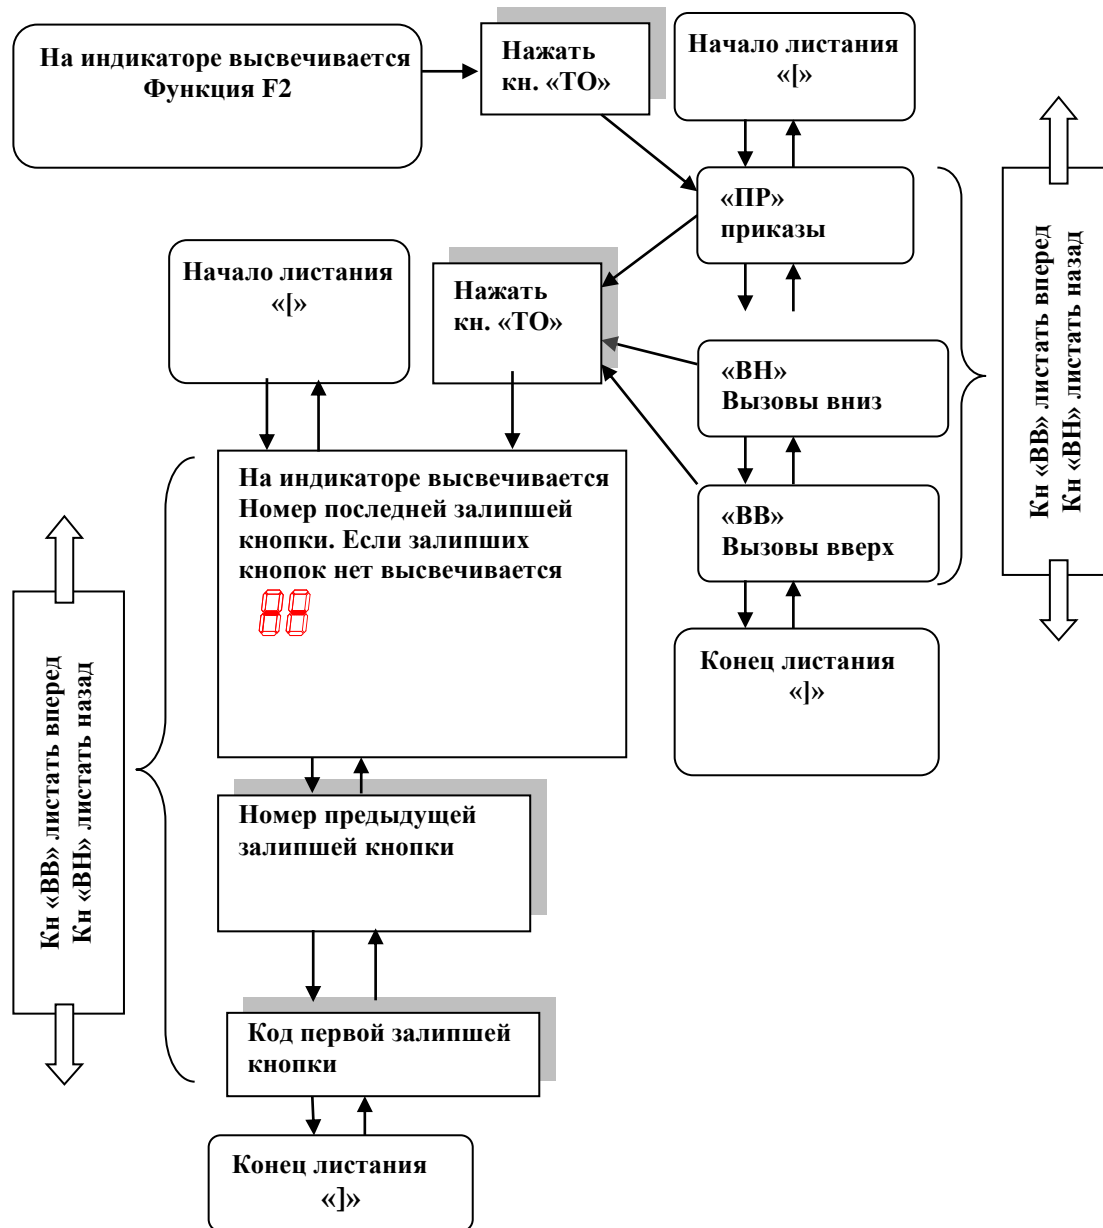 На индикаторе высвечивается
Функция F2
Нажать
кн. «ТО»
Начало листания
«[»
«ПР»
приказы
Начало листания
«[»
Нажать
кн. «ТО»
«ВН»
Вызовы вниз
«ВВ»
Вызовы вверх
Конец листания
«]»
Кн «ВВ» листать вперед
Кн «ВН» листать назад
На индикаторе высвечивается
Номер последней залипшей
кнопки. Если залипших
кнопок нет высвечивается
Кн «ВВ» листать вперед
Кн «ВН» листать назад
Номер предыдущей
залипшей кнопки
Код первой залипшей
кнопки
Конец листания
«]»